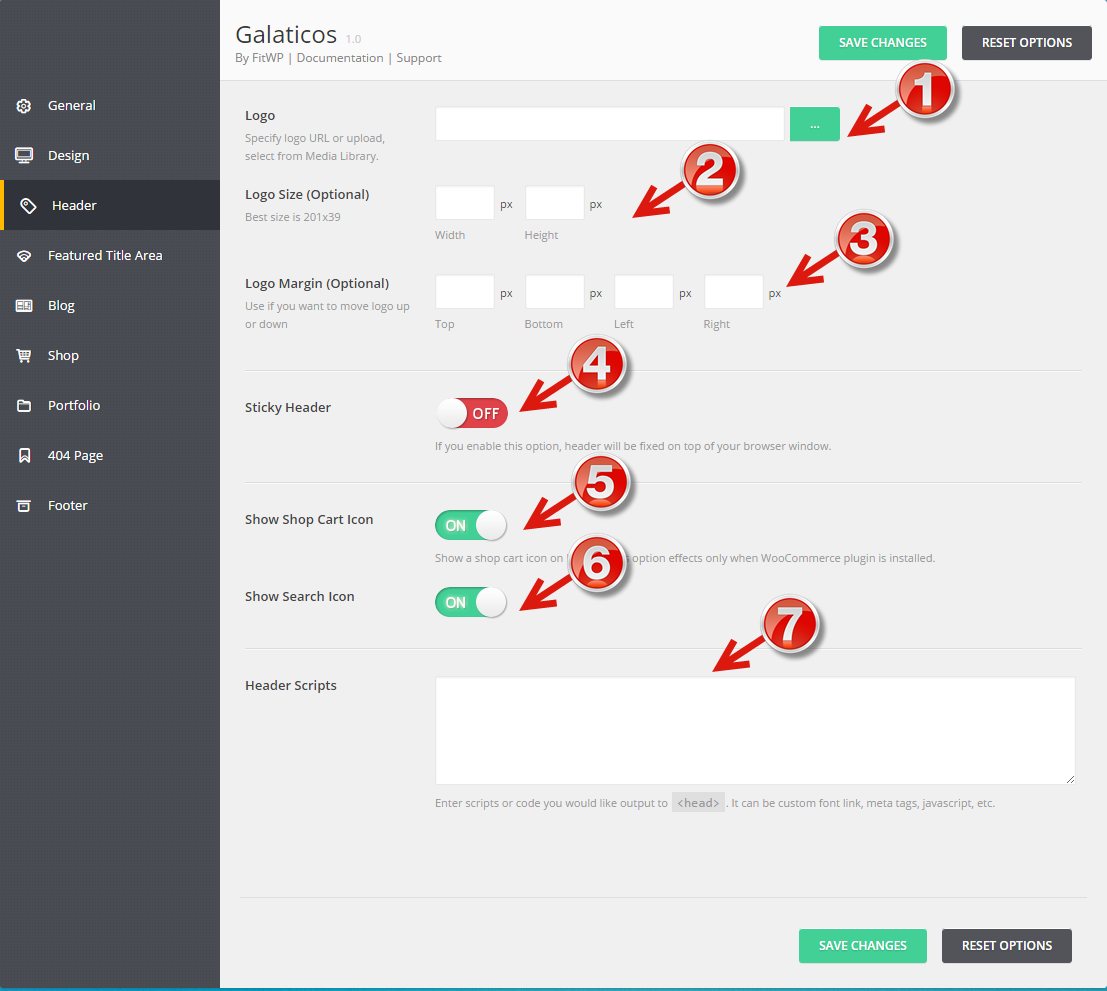 Galaticos 1.0
By FitWP | Documentation | Support
SAVE CHANGES
RESET OPTIONS
General
Design
Header
Featured Title Area
Blog
Shop
Portfolio
404 Page
Footer
1
Logo
Specify logo URL or upload,
select from Media Library.
...
2
Logo Size (Optional)
Best size is 201x39
px px
Width Height
3
Logo Margin (Optional)
Use if you want to move logo up
or down
px px px px
Top Bottom Left Right
4
Sticky Header
OFF
If you enable this option, header will be fixed on top of your browser window.
5
Show Shop Cart Icon
ON
Show a shop cart icon on option effects only when WooCommerce plugin is installed.
6
Show Search Icon
ON
7
Header Scripts
Enter scripts or code you would like output to <head> . It can be custom font link, meta tags, javascript, etc.
SAVE CHANGES
RESET OPTIONS